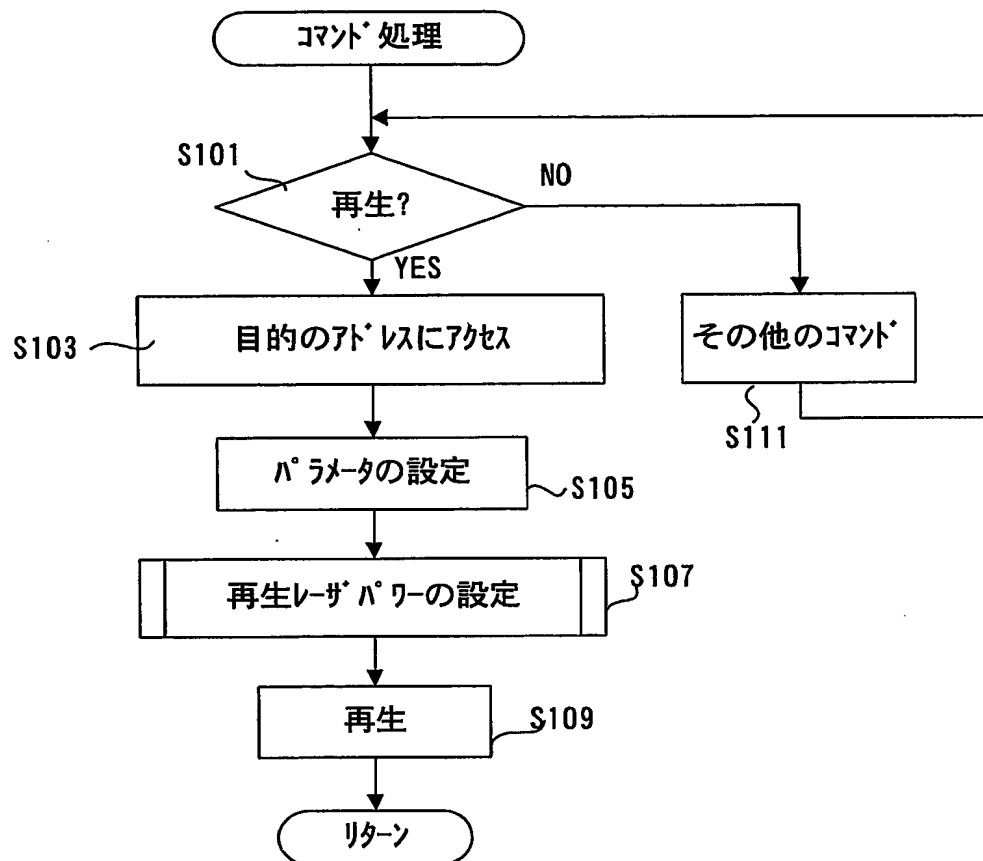 ｺﾏﾝﾄﾞ処理
S101
再生?
NO
YES
S103
目的のｱﾄﾞﾚｽにｱｸｾｽ
その他のｺﾏﾝﾄﾞ
S111
ﾊﾟﾗﾒｰﾀの設定
S105
再生ﾚｰｻﾞﾊﾟﾜｰの設定
S107
再生
S109
ﾘﾀｰﾝ